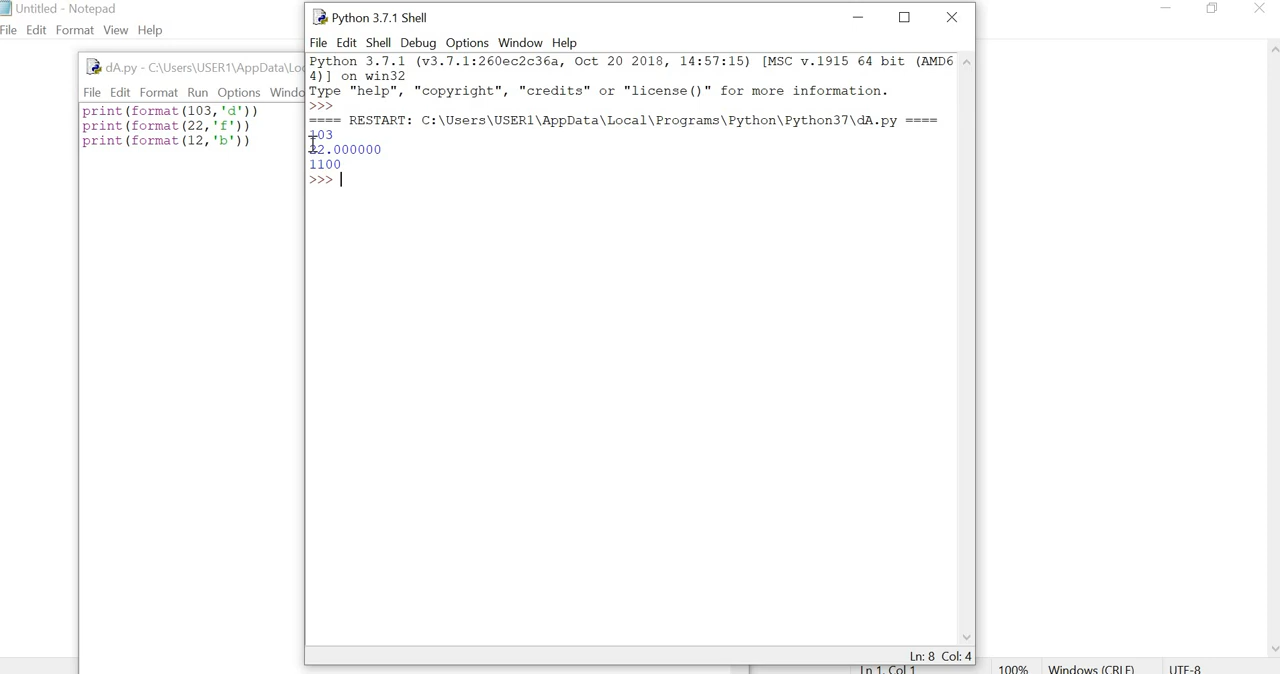 Untitled - Notepad
File Edit Format View Help
dA.py - C:\Users\USER1\AppData\Loc
File Edit Format Run Options Windo
print(format(103,'d'))
print(format(22,'f'))
print(format(12,'b'))
Python 3.7.1 Shell
File Edit Shell Debug Options Window Help
Python 3.7.1 (v3.7.1:260ec2c36a, Oct 20 2018, 14:57:15) [MSC v.1915 64 bit (AMD6
4)] on win32
Type "help", "copyright", "credits" or "license()" for more information.
>>>
==== RESTART: C:\Users\USER1\AppData\Local\Programs\Python\Python37\dA.py ====
103
22.000000
1100
>>>
Ln: 8 Col: 4
Ln 1, Col 1 100% Windows (CRLF) UTF-8